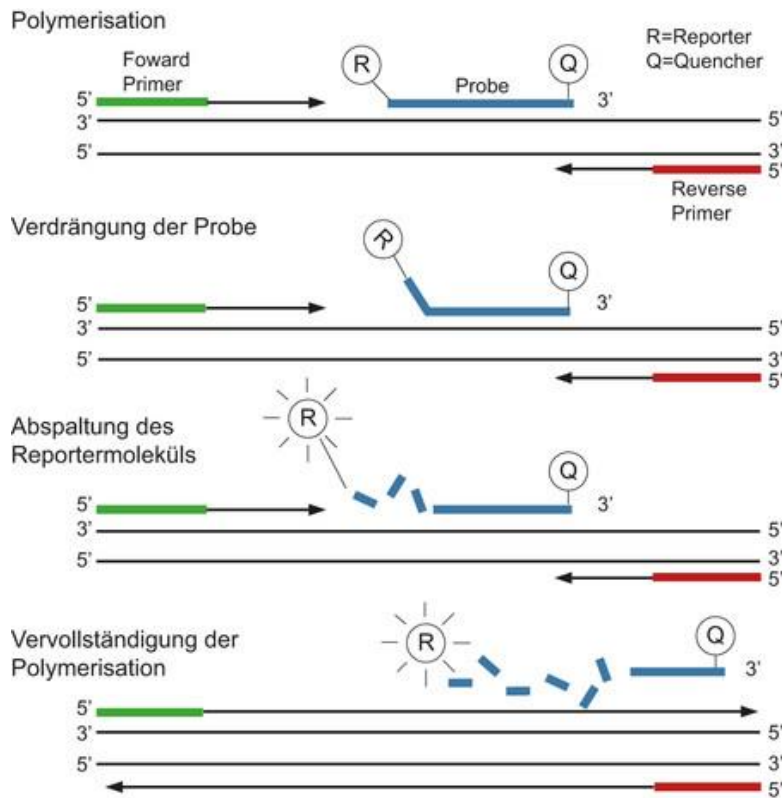 Polymerisation
R=Reporter
Q=Quencher
Foward
Primer
R
Probe
Q
5’
3’
3’
5’
5’
3’
5’
Reverse
Primer
Verdrängung der Probe
R
Q
5’
3’
3’
5’
5’
3’
5’
Abspaltung des
Reportermoleküls
R
Q
5’
3’
3’
5’
5’
3’
5’
Vervollständigung der
Polymerisation
R
Q
3’
5’
3’
5’
5’
3’
5’